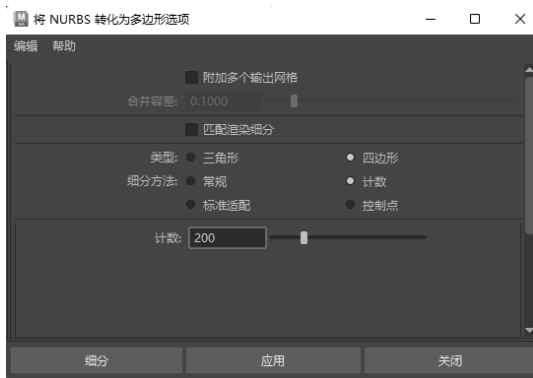 将 NURBS 转化为多边形选项
编辑 帮助
附加多个输出网格
合并容差: 0.1000
匹配渲染细分
类型: 三角形 四边形
细分方法: 常规 计数
标准适配 控制点
计数: 200
细分 应用 关闭